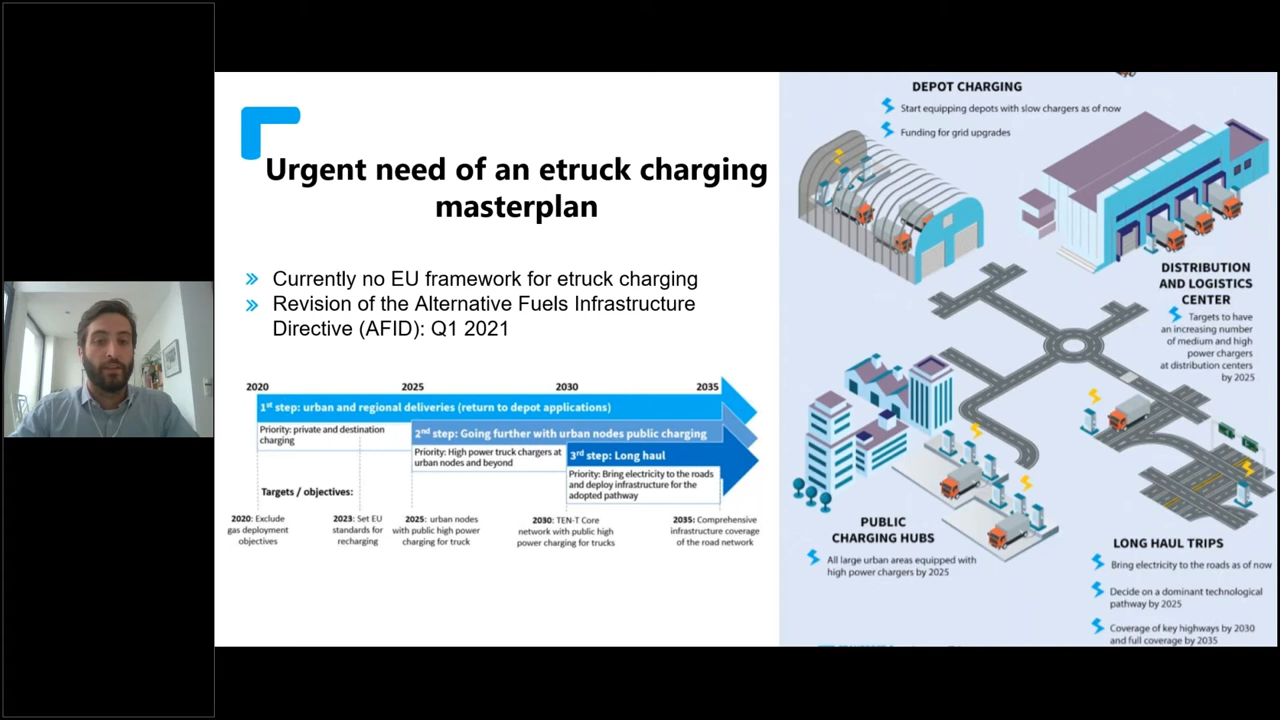 Urgent need of an etruck charging
masterplan
Currently no EU framework for etruck charging
Revision of the Alternative Fuels Infrastructure
Directive (AFID): Q1 2021
2020 2025 2030 2035
1st step: urban and regional deliveries (return to depot applications)
Priority: private and destination
charging
2nd step: Going further with urban nodes public charging
Priority: High power truck chargers at
urban nodes and beyond
3rd step: Long haul
Priority: Bring electricity to the roads
and deploy infrastructure for the
adopted pathway
Targets / objectives:
2020: Exclude
gas deployment
objectives
2023: Set EU
standards for
recharging
2025: urban nodes
with public high power
charging for truck
2030: TEN-T Core
network with public high
power charging for trucks
2035: Comprehensive
infrastructure coverage
of the road network
DEPOT CHARGING
Start equipping depots with slow chargers as of now
Funding for grid upgrades
DISTRIBUTION
AND LOGISTICS
CENTER
Targets to have
an increasing number
of medium and high
power chargers
at distribution centers
by 2025
PUBLIC
CHARGING HUBS
All large urban areas equipped with
high power chargers by 2025
LONG HAUL TRIPS
Bring electricity to the roads as of now
Decide on a dominant technological
pathway by 2025
Coverage of key highways by 2030
and full coverage by 2035